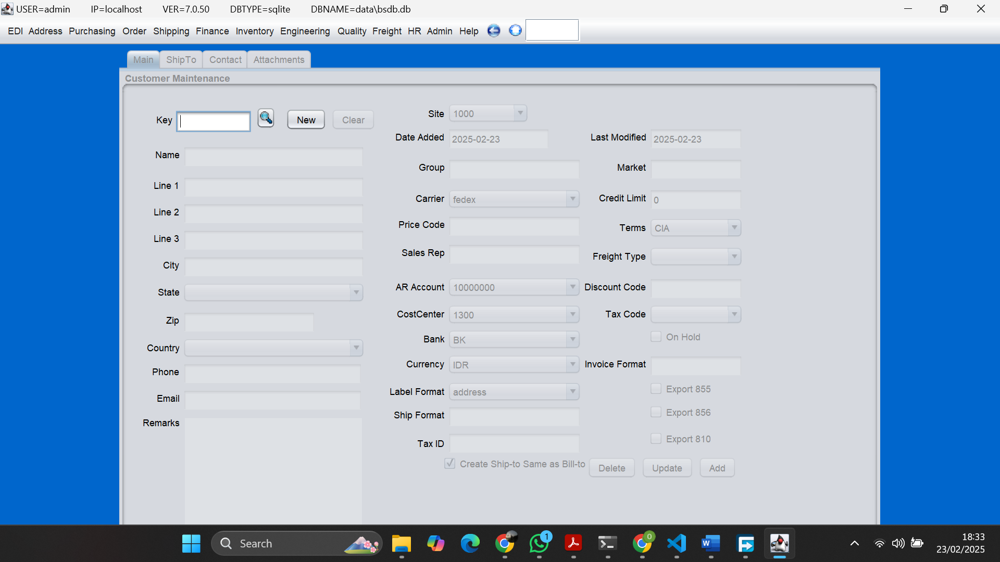 USER=admin IP=localhost VER=7.0.50 DBTYPE=sqlite DBNAME=data\bsdb.db
EDI Address Purchasing Order Shipping Finance Inventory Engineering Quality Freight HR Admin Help
Main ShipTo Contact Attachments
Customer Maintenance
Key New Clear
Name
Line 1
Line 2
Line 3
City
State
Zip
Country
Phone
Email
Remarks
Site 1000
Date Added 2025-02-23 Last Modified 2025-02-23
Group Market
Carrier fedex Credit Limit 0
Price Code Terms CIA
Sales Rep Freight Type
AR Account 10000000 Discount Code
CostCenter 1300 Tax Code
Bank BK On Hold
Currency IDR Invoice Format
Label Format address Export 855
Ship Format Export 856
Tax ID Export 810
Create Ship-to Same as Bill-to Delete Update Add
Search 1 0 W 18:33
23/02/2025